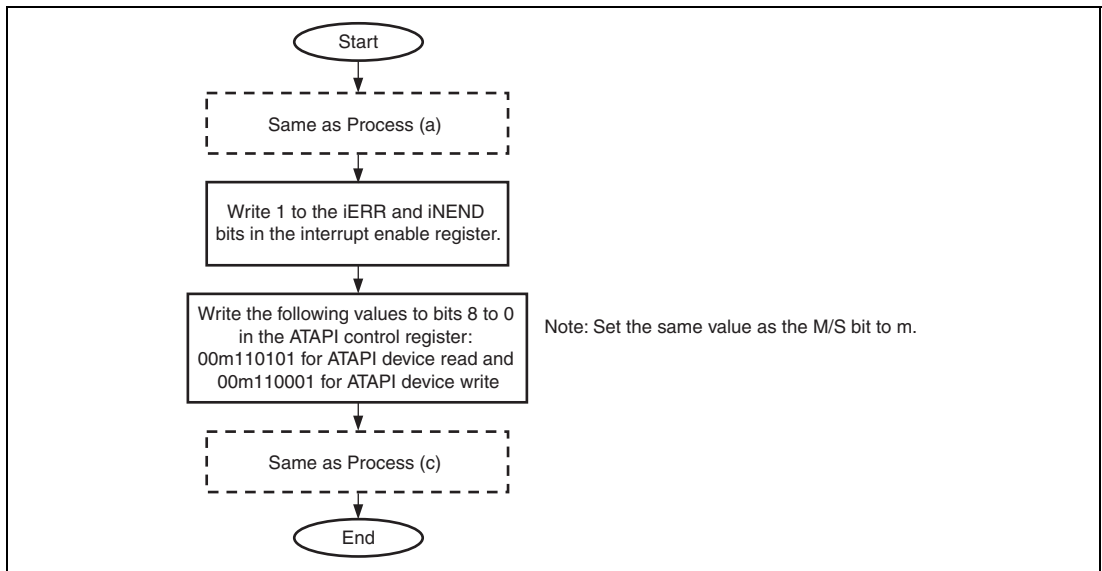 Start
Same as Process (a)
Write 1 to the iERR and iNEND
bits in the interrupt enable register.
Write the following values to bits 8 to 0
in the ATAPI control register:
00m110101 for ATAPI device read and
00m110001 for ATAPI device write
Note: Set the same value as the M/S bit to m.
Same as Process (c)
End